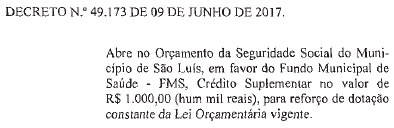 DECRETO N.º 49.173 DE 09 DE JUNHO DE 2017.
Abre no Orçamento da Seguridade Social do Muni-
cípio de São Luís, em favor do Fundo Municipal de
Saúde - FMS, Crédito Suplementar no valor de
R$ 1.000,00 (hum mil reais), para reforço de dotação
constante da Lei Orçamentária vigente.